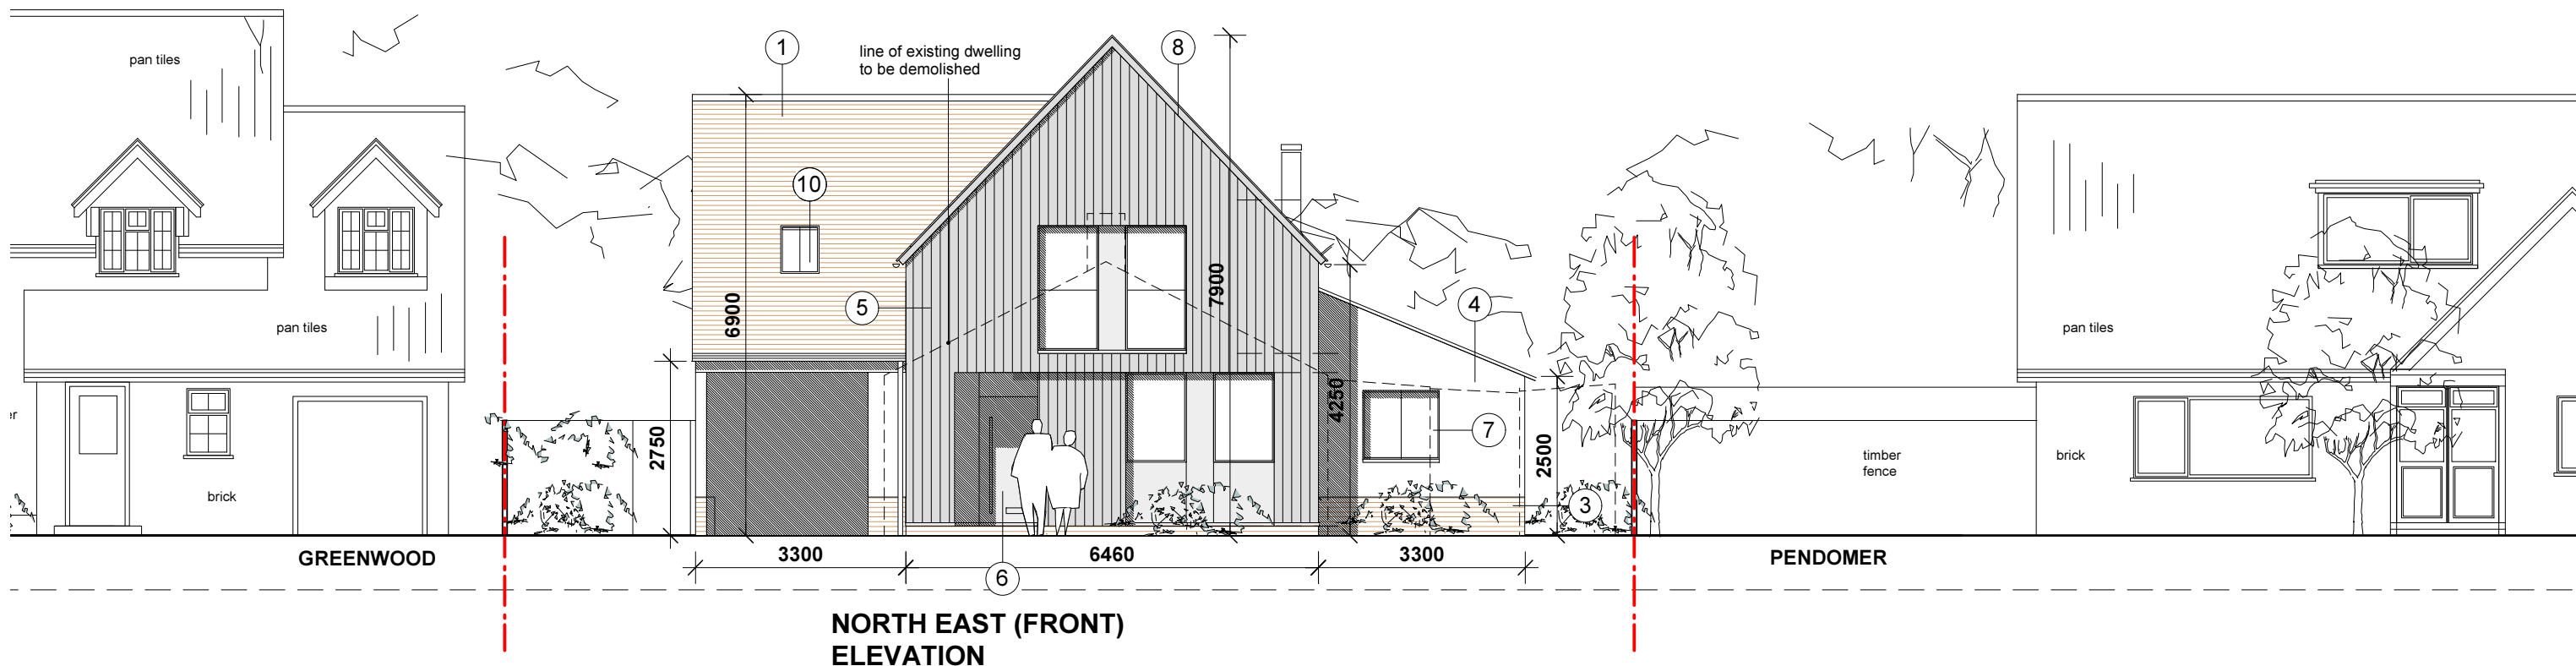 pan tiles
1
line of existing dwelling
to be demolished
8
10
5
6900
7900
4
4250
7
2750
2500
3
pan tiles
pan tiles
er
brick
timber
fence
brick
GREENWOOD
3300
6460
3300
6
PENDOMER
NORTH EAST (FRONT)
ELEVATION